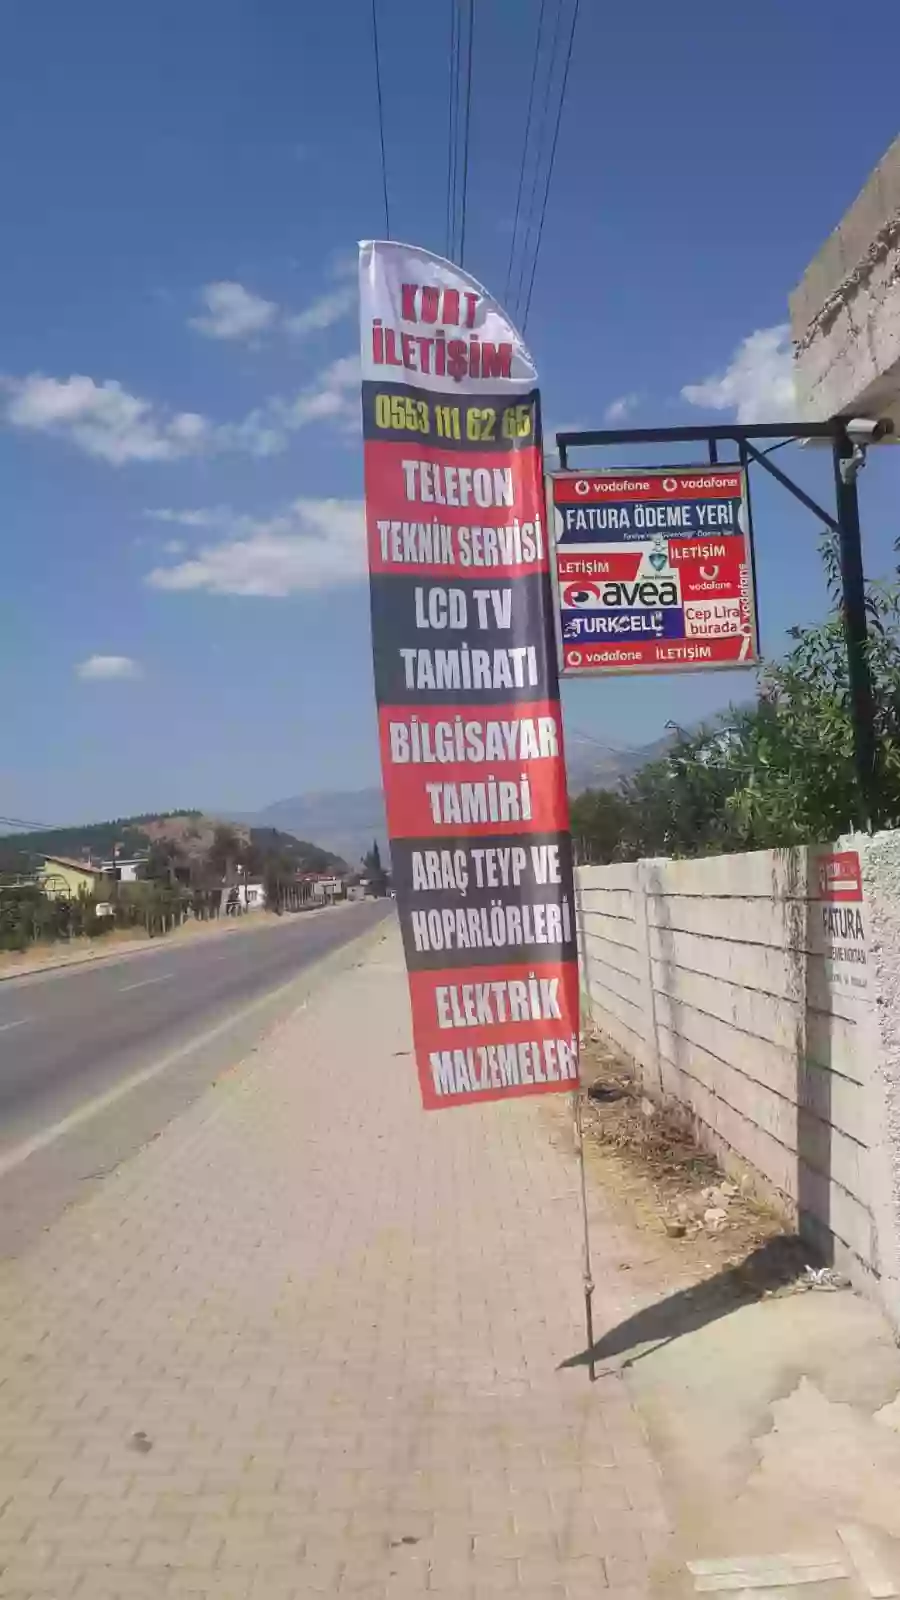 KURT
İLETİŞİM
0553 111 62 65
TELEFON
TEKNİK SERVİSİ
LCD TV
TAMİRATI
BİLGİSAYAR
TAMİRİ
ARAÇ TEYP VE
HOPARLÖRLERİ
ELEKTRİK
MALZEMELERİ
vodafone vodafone
FATURA ÖDEME YERİ
LETİŞİM
İLETİŞİM
avea
vodafone
vodafone
TURKCELL
Cep Lira
burada
vodafone İLETİŞİM
FATURA